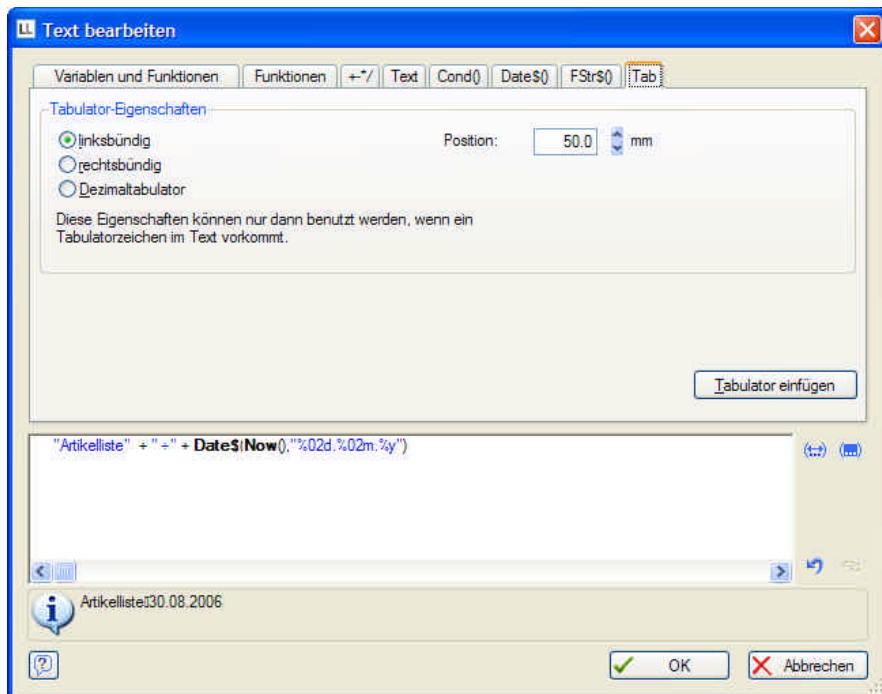 LL Text bearbeiten
Variablen und Funktionen Funktionen +-*/ Text Cond() Date$() FStr$() Tab
Tabulator-Eigenschaften
linksbündig Position: 50.0 mm
rechtsbündig
Dezimaltabulator
Diese Eigenschaften können nur dann benutzt werden, wenn ein
Tabulatorzeichen im Text vorkommt.
Tabulator einfügen
"Artikelliste" + "÷" + Date$(Now(),"%02d.%02m.%y")
Artikelliste▯30.08.2006
OK Abbrechen